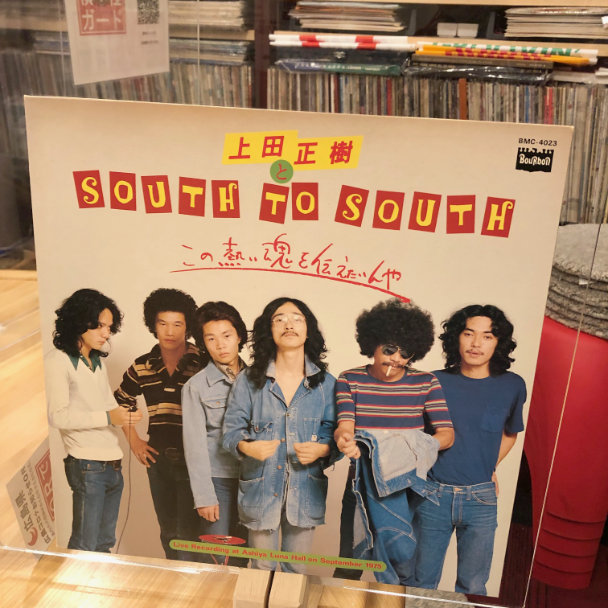 カード
BMC-4023
Bourbon
上田正樹
と
SOUTH TO SOUTH
この熱い魂を伝えたいんや
Live Recording at Ashiya Luna Hall on September 1975